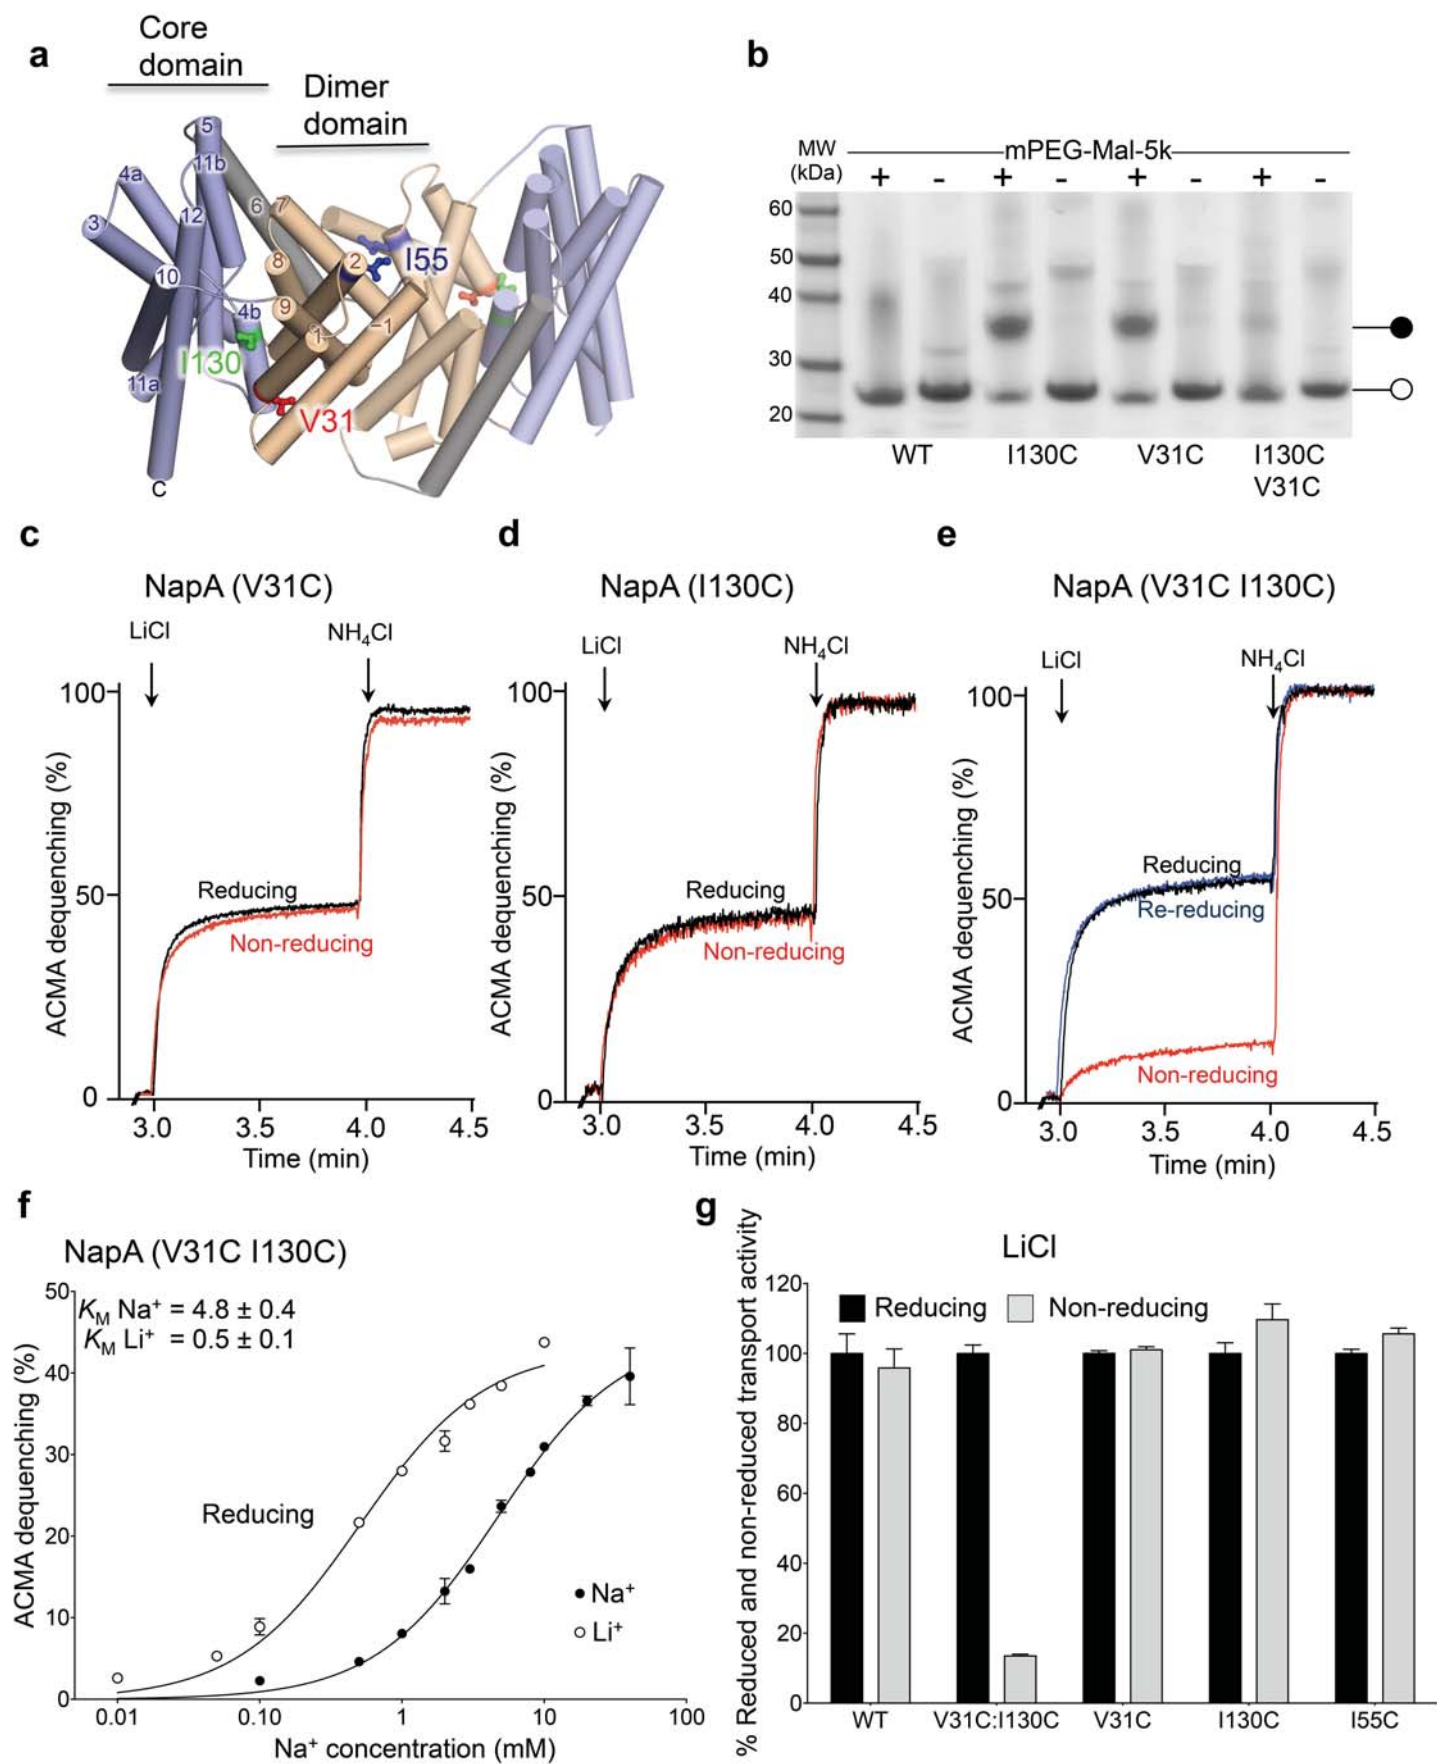 a
Core
domain
Dimer
domain
5
4a
11b
3
12
6
7
10
8
2
I55
9
4b
1
−1
I130
11a
V31
C
b
MW
(kDa)
mPEG-Mal-5k
+ - + - + - + -
60
50
40
30
20
WT
I130C
V31C
I130C
V31C
c
NapA (V31C)
LiCl
NH₄Cl
100
50
0
ACMA dequenching (%)
Reducing
Non-reducing
3.0 3.5 4.0 4.5
Time (min)
d
NapA (I130C)
LiCl
NH₄Cl
100
50
0
ACMA dequenching (%)
Reducing
Non-reducing
3.0 3.5 4.0 4.5
Time (min)
e
NapA (V31C I130C)
LiCl
NH₄Cl
100
50
0
ACMA dequenching (%)
Reducing
Re-reducing
Non-reducing
3.0 3.5 4.0 4.5
Time (min)
f
NapA (V31C I130C)
K_M Na⁺ = 4.8 ± 0.4
K_M Li⁺ = 0.5 ± 0.1
50
40
30
20
10
0
ACMA dequenching (%)
Reducing
Na⁺
Li⁺
0.01 0.10 1 10 100
Na⁺ concentration (mM)
g
LiCl
Reducing Non-reducing
% Reduced and non-reduced transport activity
120
100
80
60
40
20
0
WT V31C:I130C V31C I130C I55C